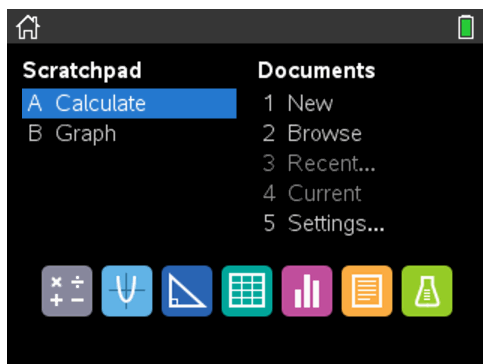 Scratchpad
A Calculate
B Graph
Documents
1 New
2 Browse
3 Recent...
4 Current
5 Settings...